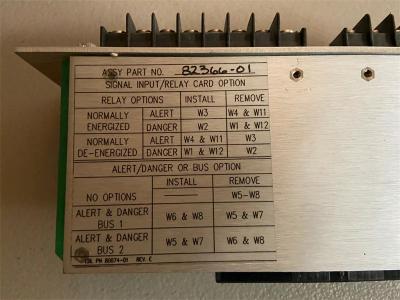 ASSY PART NO. 82366-01
SIGNAL INPUT/RELAY CARD OPTION
RELAY OPTIONS INSTALL REMOVE
NORMALLY ENERGIZED ALERT W3 W4 & W11
DANGER W2 W1 & W12
NORMALLY DE-ENERGIZED ALERT W4 & W11 W3
DANGER W1 & W12 W2
ALERT/DANGER OR BUS OPTION
INSTALL REMOVE
NO OPTIONS —— W5-W8
ALERT & DANGER BUS 1 W6 & W8 W5 & W7
ALERT & DANGER BUS 2 W5 & W7 W6 & W8
PN 80074-01 REV. C